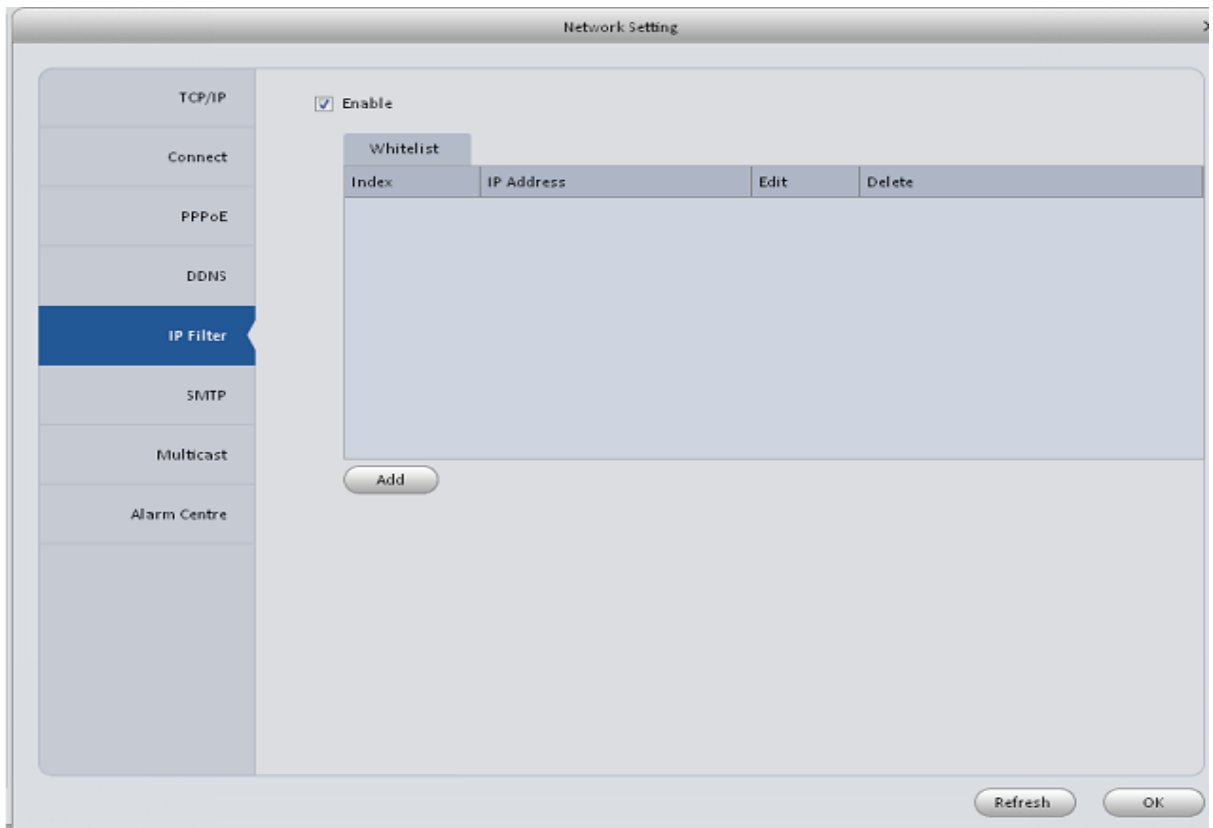 Network Setting
TCP/IP
Connect
PPPoE
DDNS
IP Filter
SMTP
Multicast
Alarm Centre
Enable
Whitelist
Index IP Address Edit Delete
Add
Refresh OK